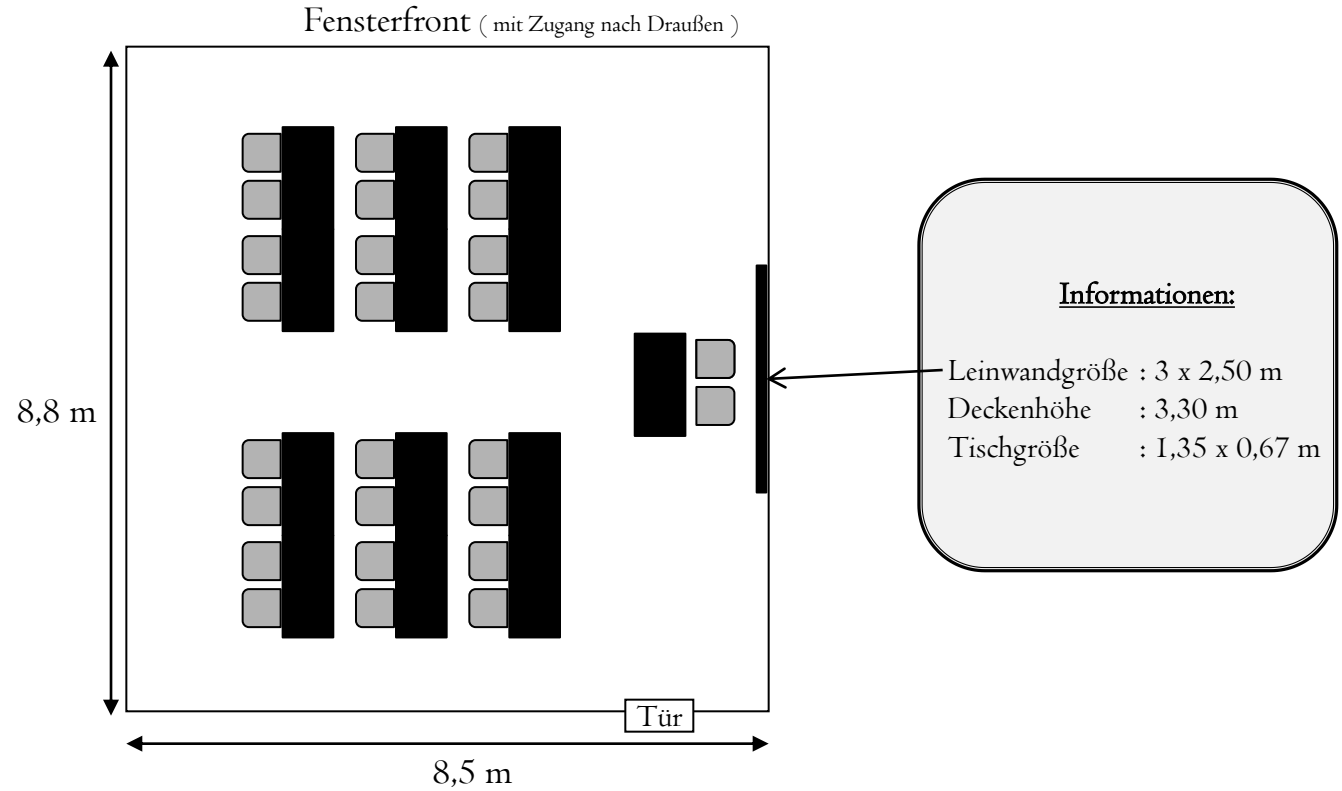 Fensterfront ( mit Zugang nach Draußen )
Informationen:
Leinwandgröße : 3 x 2,50 m
Deckenhöhe : 3,30 m
Tischgröße : 1,35 x 0,67 m
8,8 m
Tür
8,5 m